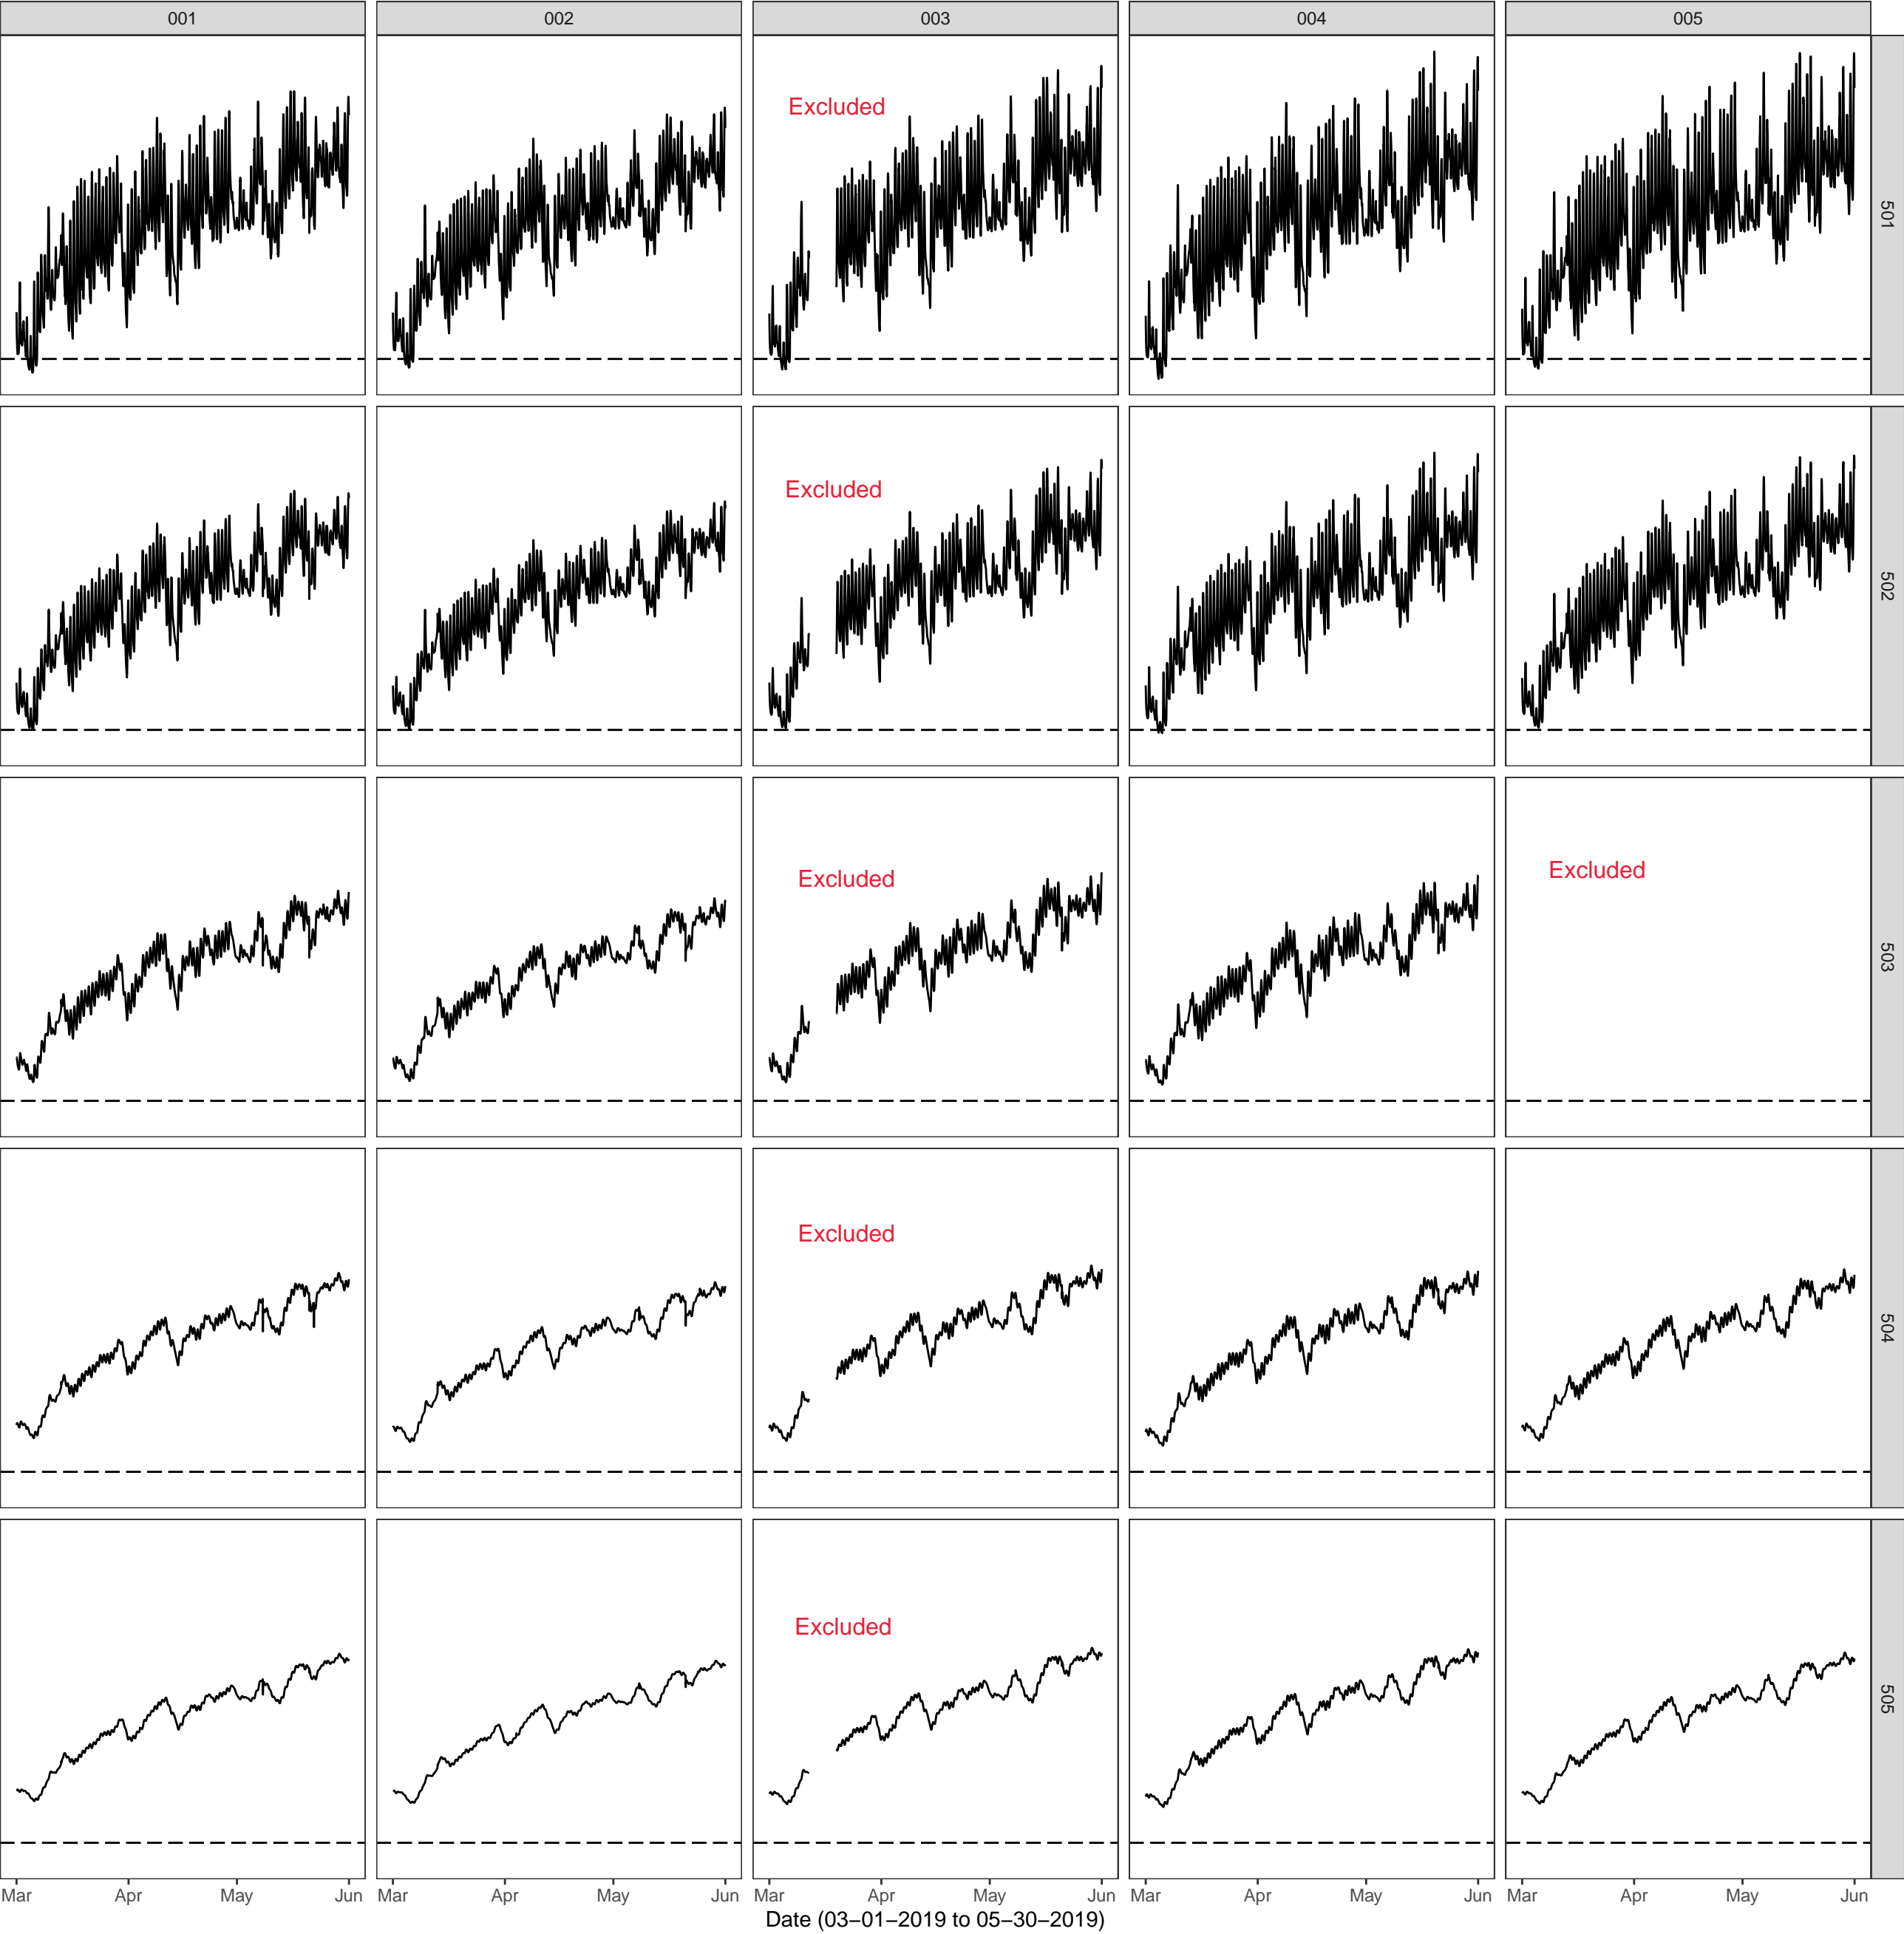 001 002 003 004 005
Excluded
501
Excluded
502
Excluded Excluded
503
Excluded
504
Excluded
505
Mar Apr May Jun Mar Apr May Jun Mar Apr May Jun Mar Apr May Jun Mar Apr May Jun
Date (03−01−2019 to 05−30−2019)